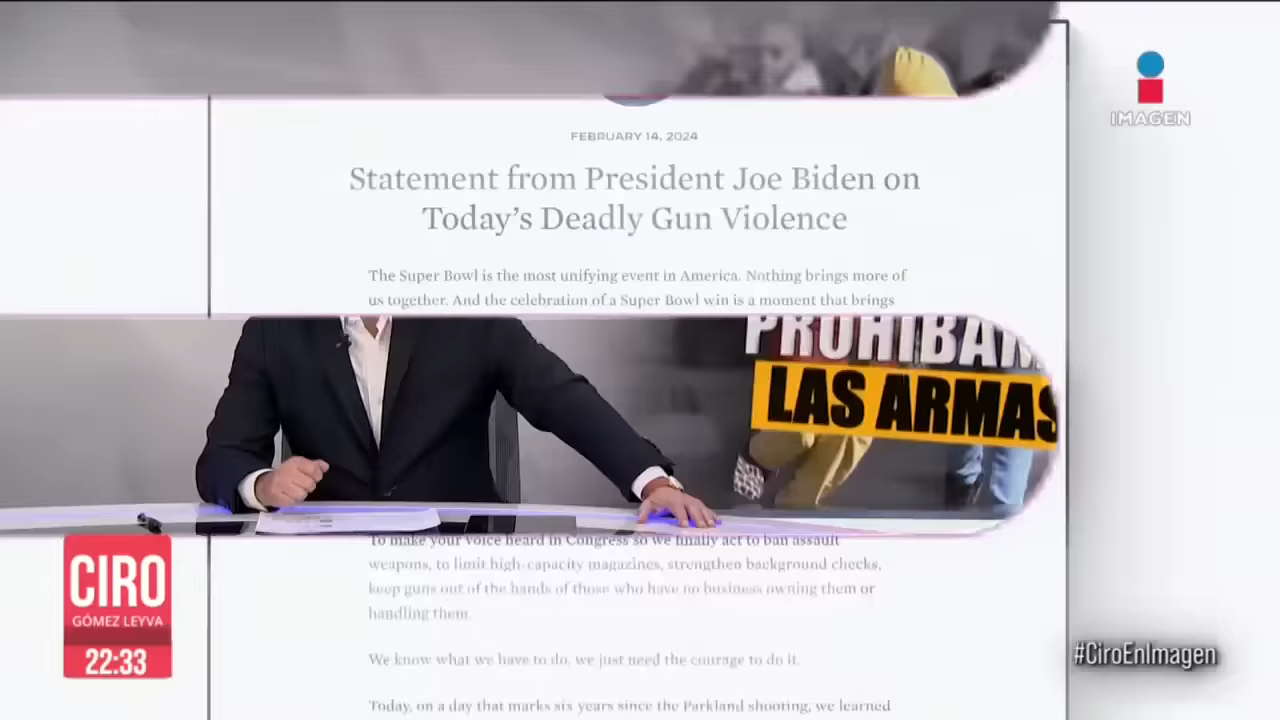 IMAGEN
FEBRUARY 14, 2024
Statement from President Joe Biden on
Today's Deadly Gun Violence
The Super Bowl is the most unifying event in America. Nothing brings more of
us together. And the celebration of a Super Bowl win is a moment that brings
PROHIBAN
LAS ARMAS
To make your voice heard in Congress so we finally act to ban assault
weapons, to limit high-capacity magazines, strengthen background checks,
keep guns out of the hands of those who have no business owning them or
handling them.
We know what we have to do, we just need the courage to do it.
Today, on a day that marks six years since the Parkland shooting, we learned
CIRO
GÓMEZ LEYVA
22:33
#CiroEnImagen